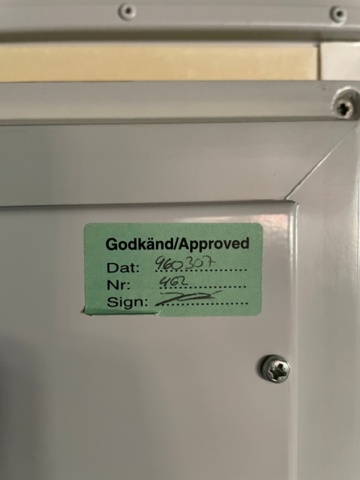 Godkänd/Approved
Dat: 960307
Nr: 462
Sign: